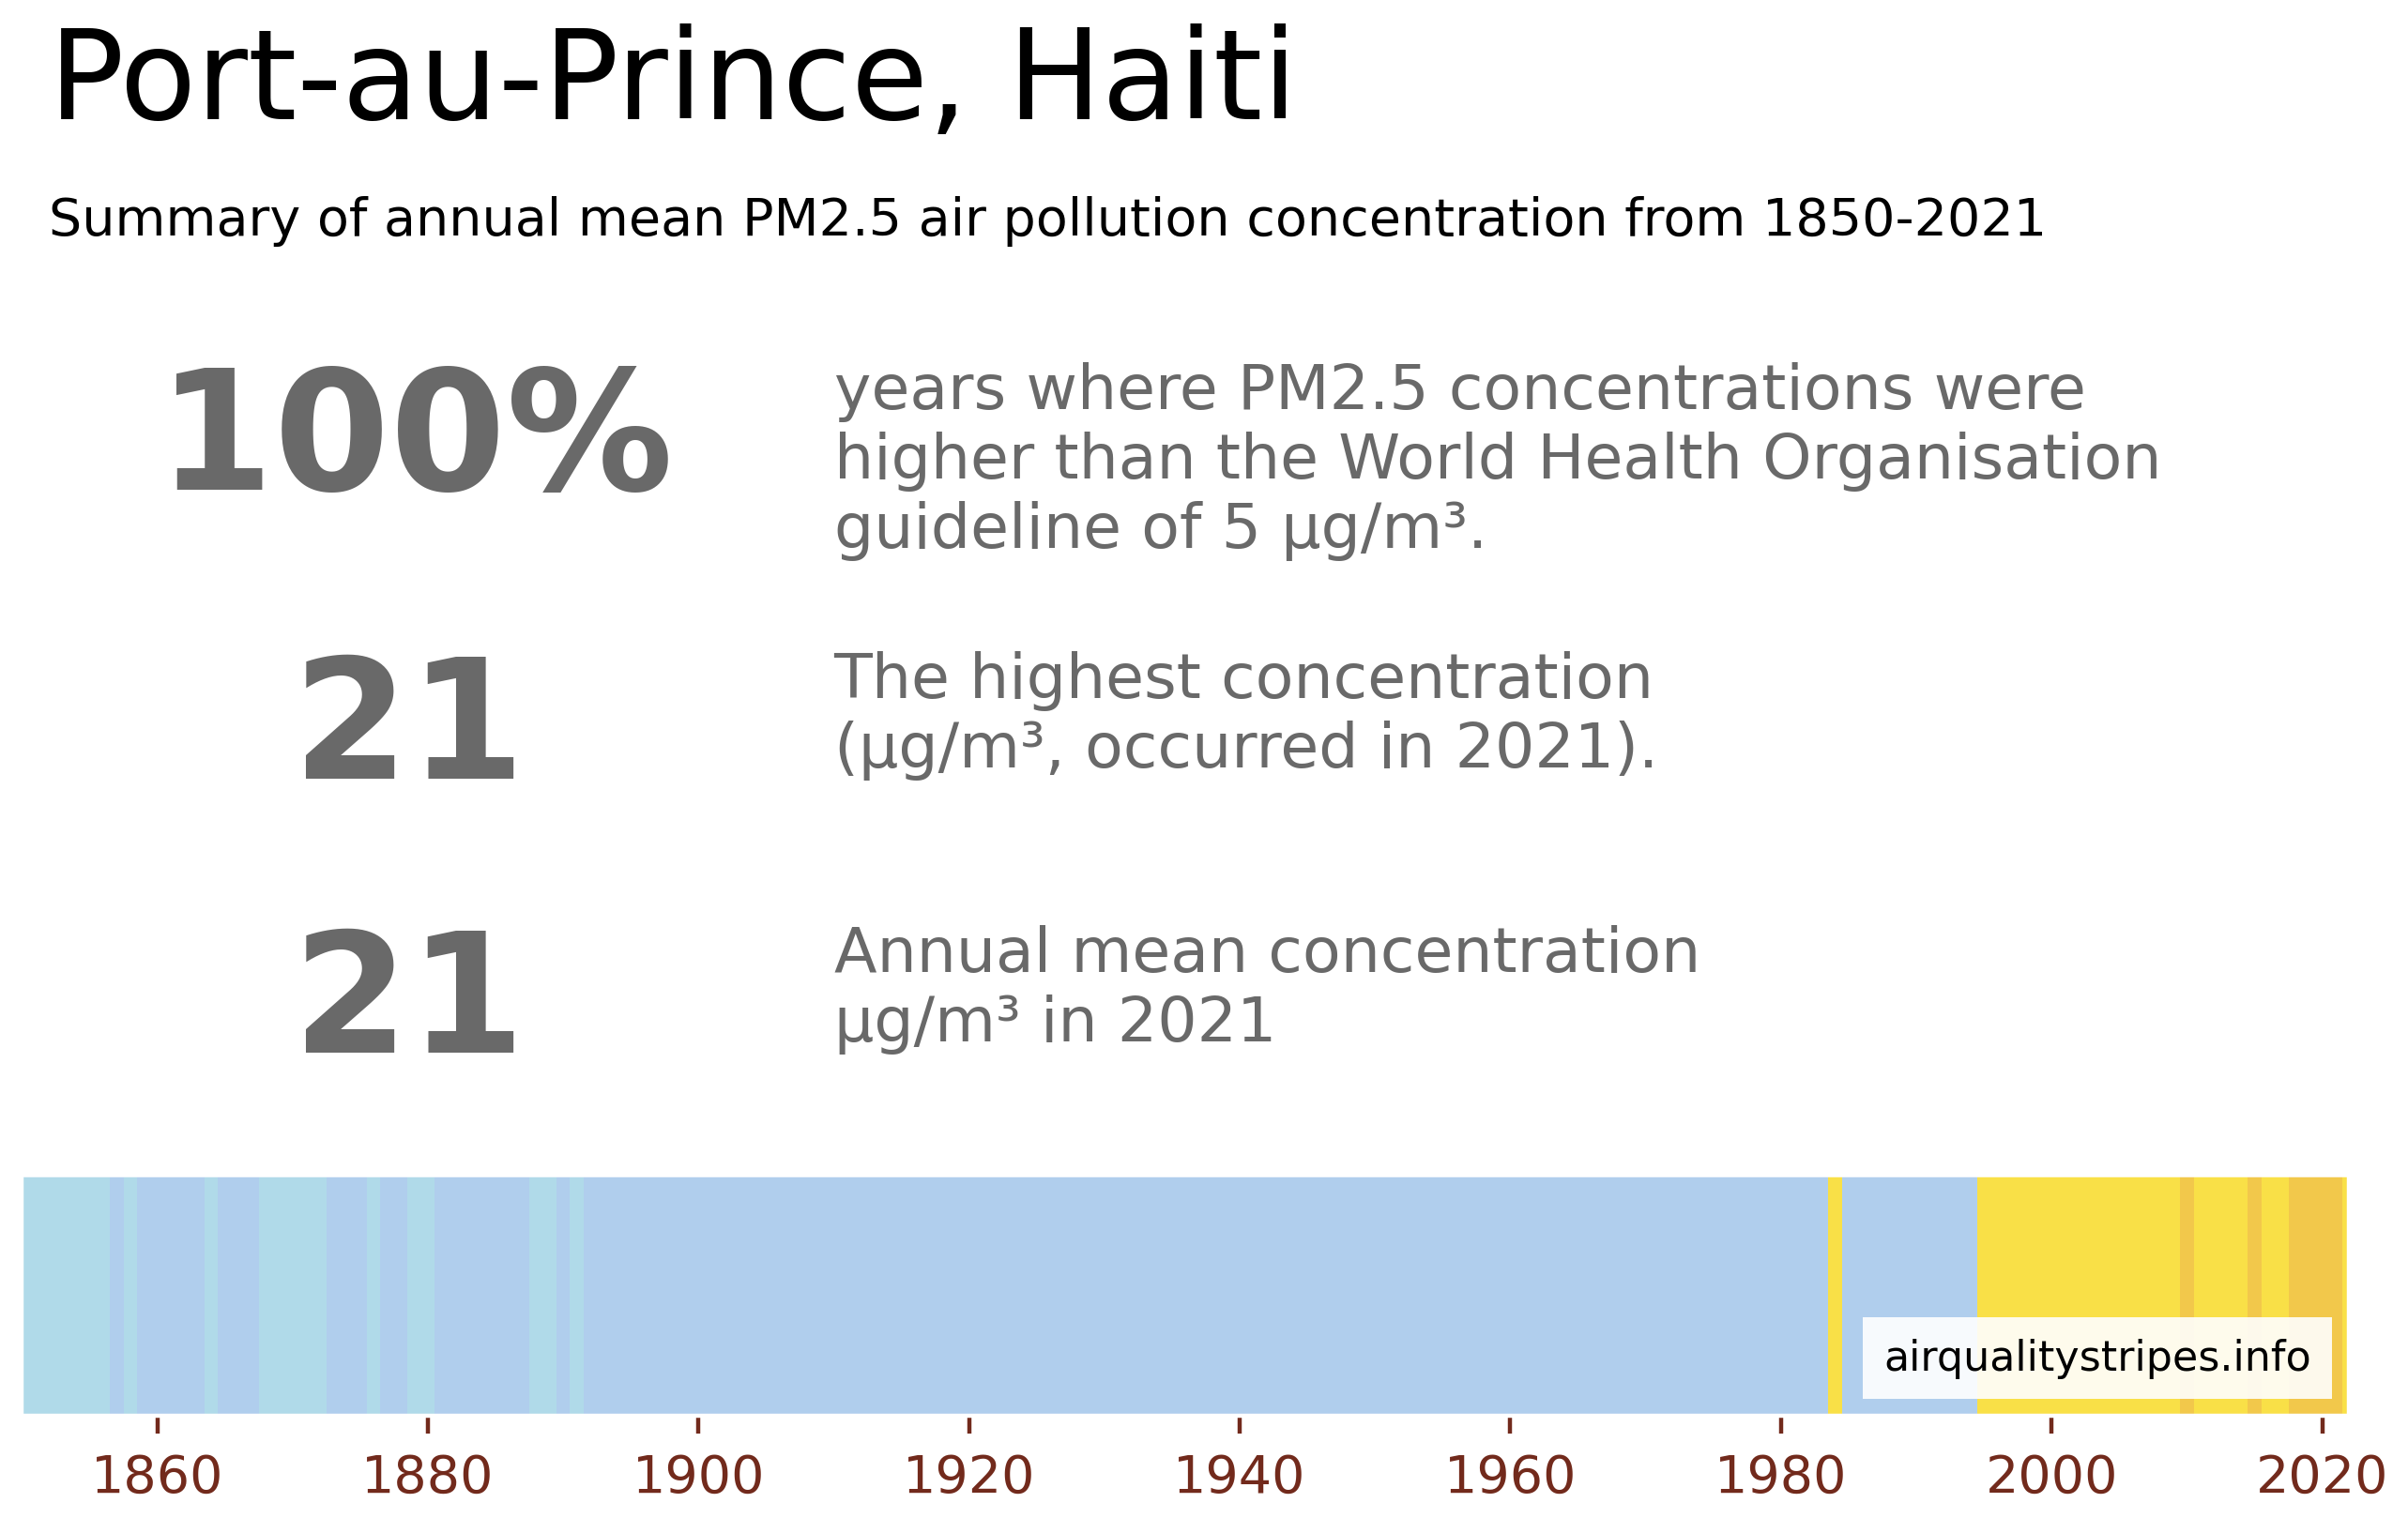 Port-au-Prince, Haiti
Summary of annual mean PM2.5 air pollution concentration from 1850-2021
100%
years where PM2.5 concentrations were
higher than the World Health Organisation
guideline of 5 µg/m³.
21
The highest concentration
(µg/m³, occurred in 2021).
21
Annual mean concentration
µg/m³ in 2021
airqualitystripes.info
1860 1880 1900 1920 1940 1960 1980 2000 2020